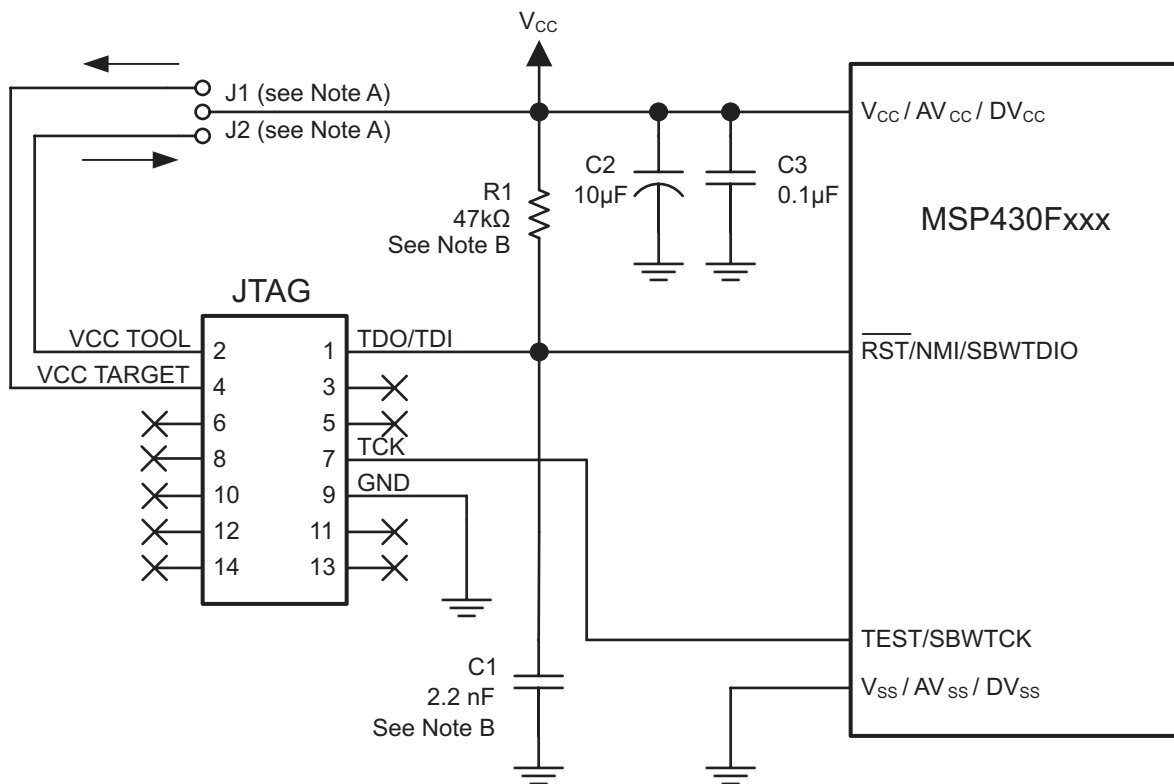 VCC
J1 (see Note A)
J2 (see Note A)
VCC / AVCC / DVCC
C2
10µF
C3
0.1µF
R1
47kΩ
See Note B
MSP430Fxxx
JTAG
VCC TOOL
2
1
TDO/TDI
RST/NMI/SBWTDIO
VCC TARGET
4
3
6
5
8
7
TCK
10
9
GND
12
11
14
13
TEST/SBWTCK
C1
2.2 nF
See Note B
VSS / AVSS / DVSS